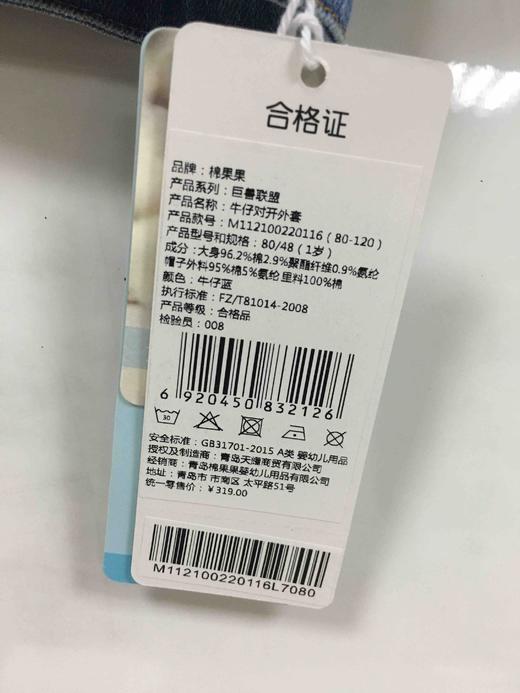 合格证
品牌：棉果果
产品系列：巨兽联盟
产品名称：牛仔对开外套
产品款号：M112100220116（80-120）
产品型号和规格：80/48（1岁）
成分：大身96.2%棉2.9%聚酯纤维0.9%氨纶
帽子外料95%棉5%氨纶里料100%棉
颜色：牛仔蓝
执行标准：FZ/T81014-2008
产品等级：合格品
检验员：008
6 920450 832126
30
安全标准：GB31701-2015 A类 婴幼儿用品
授权及制造商：青岛天蓬商贸有限公司
经销商：青岛棉果果婴幼儿用品有限公司
地址：青岛市 市南区 太平路51号
统一零售价：￥319.00
M112100220116L7080